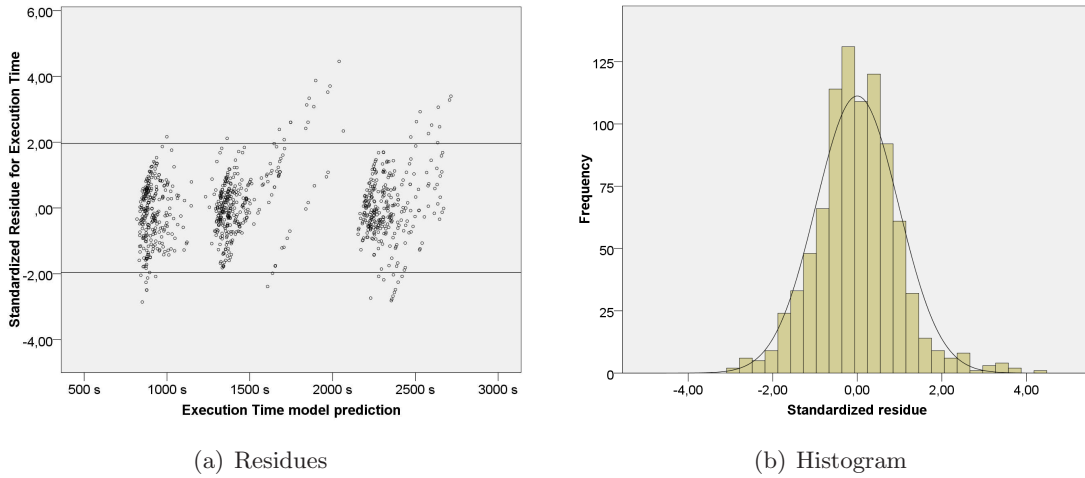 6,00
4,00
2,00
,00
-2,00
-4,00
Standardized Residue for Execution Time
500 s 1000 s 1500 s 2000 s 2500 s 3000 s
Execution Time model prediction
(a) Residues
125
100
75
50
25
0
Frequency
-4,00 -2,00 0,00 2,00 4,00
Standardized residue
(b) Histogram